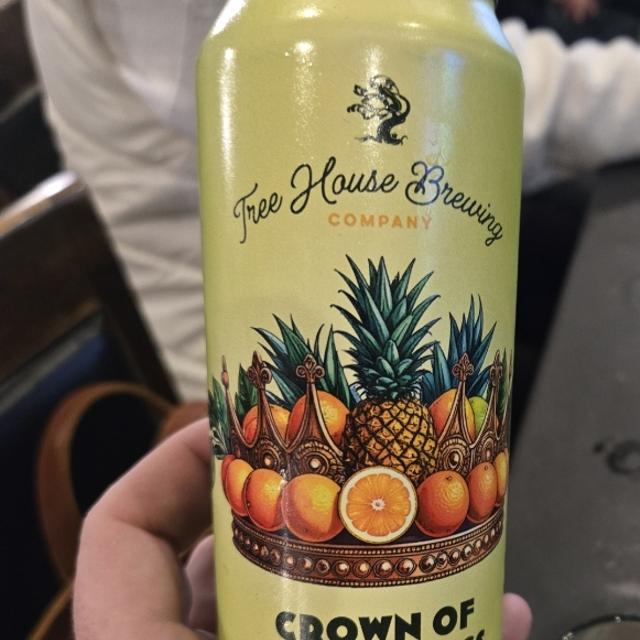 Tree House Brewing
COMPANY
CROWN OF